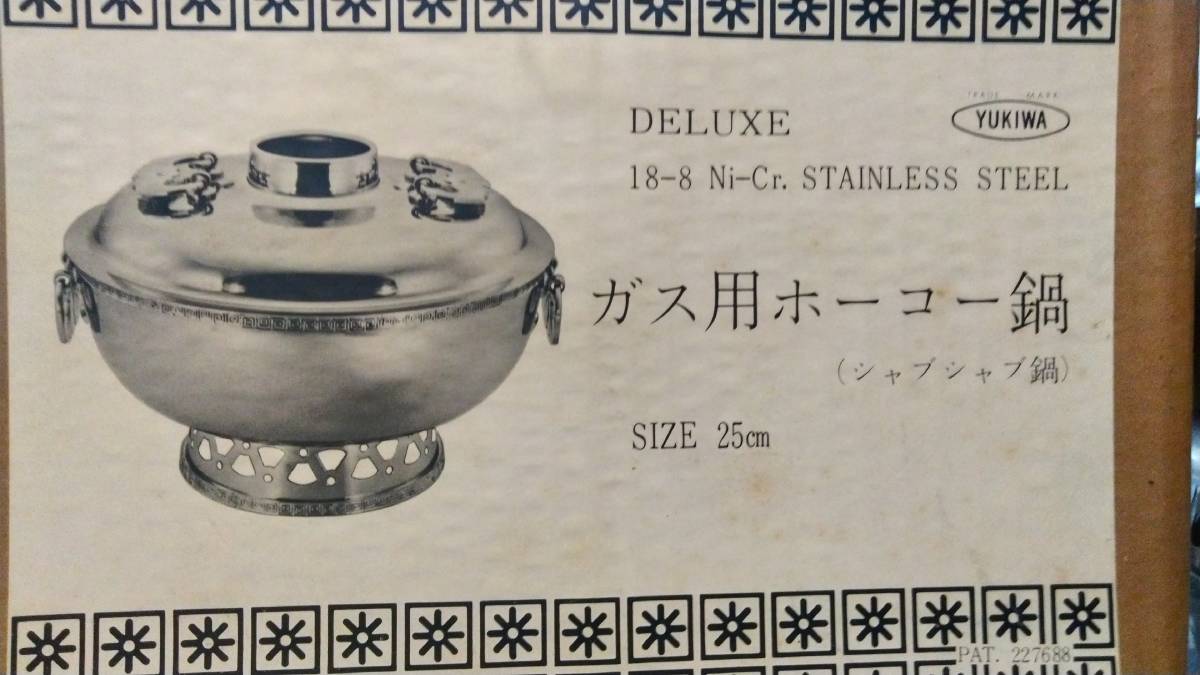 TRADE MARK
YUKIWA
DELUXE
18-8 Ni-Cr. STAINLESS STEEL
ガス用ホーコー鍋
(シャブシャブ鍋)
SIZE 25cm
PAT. 227688